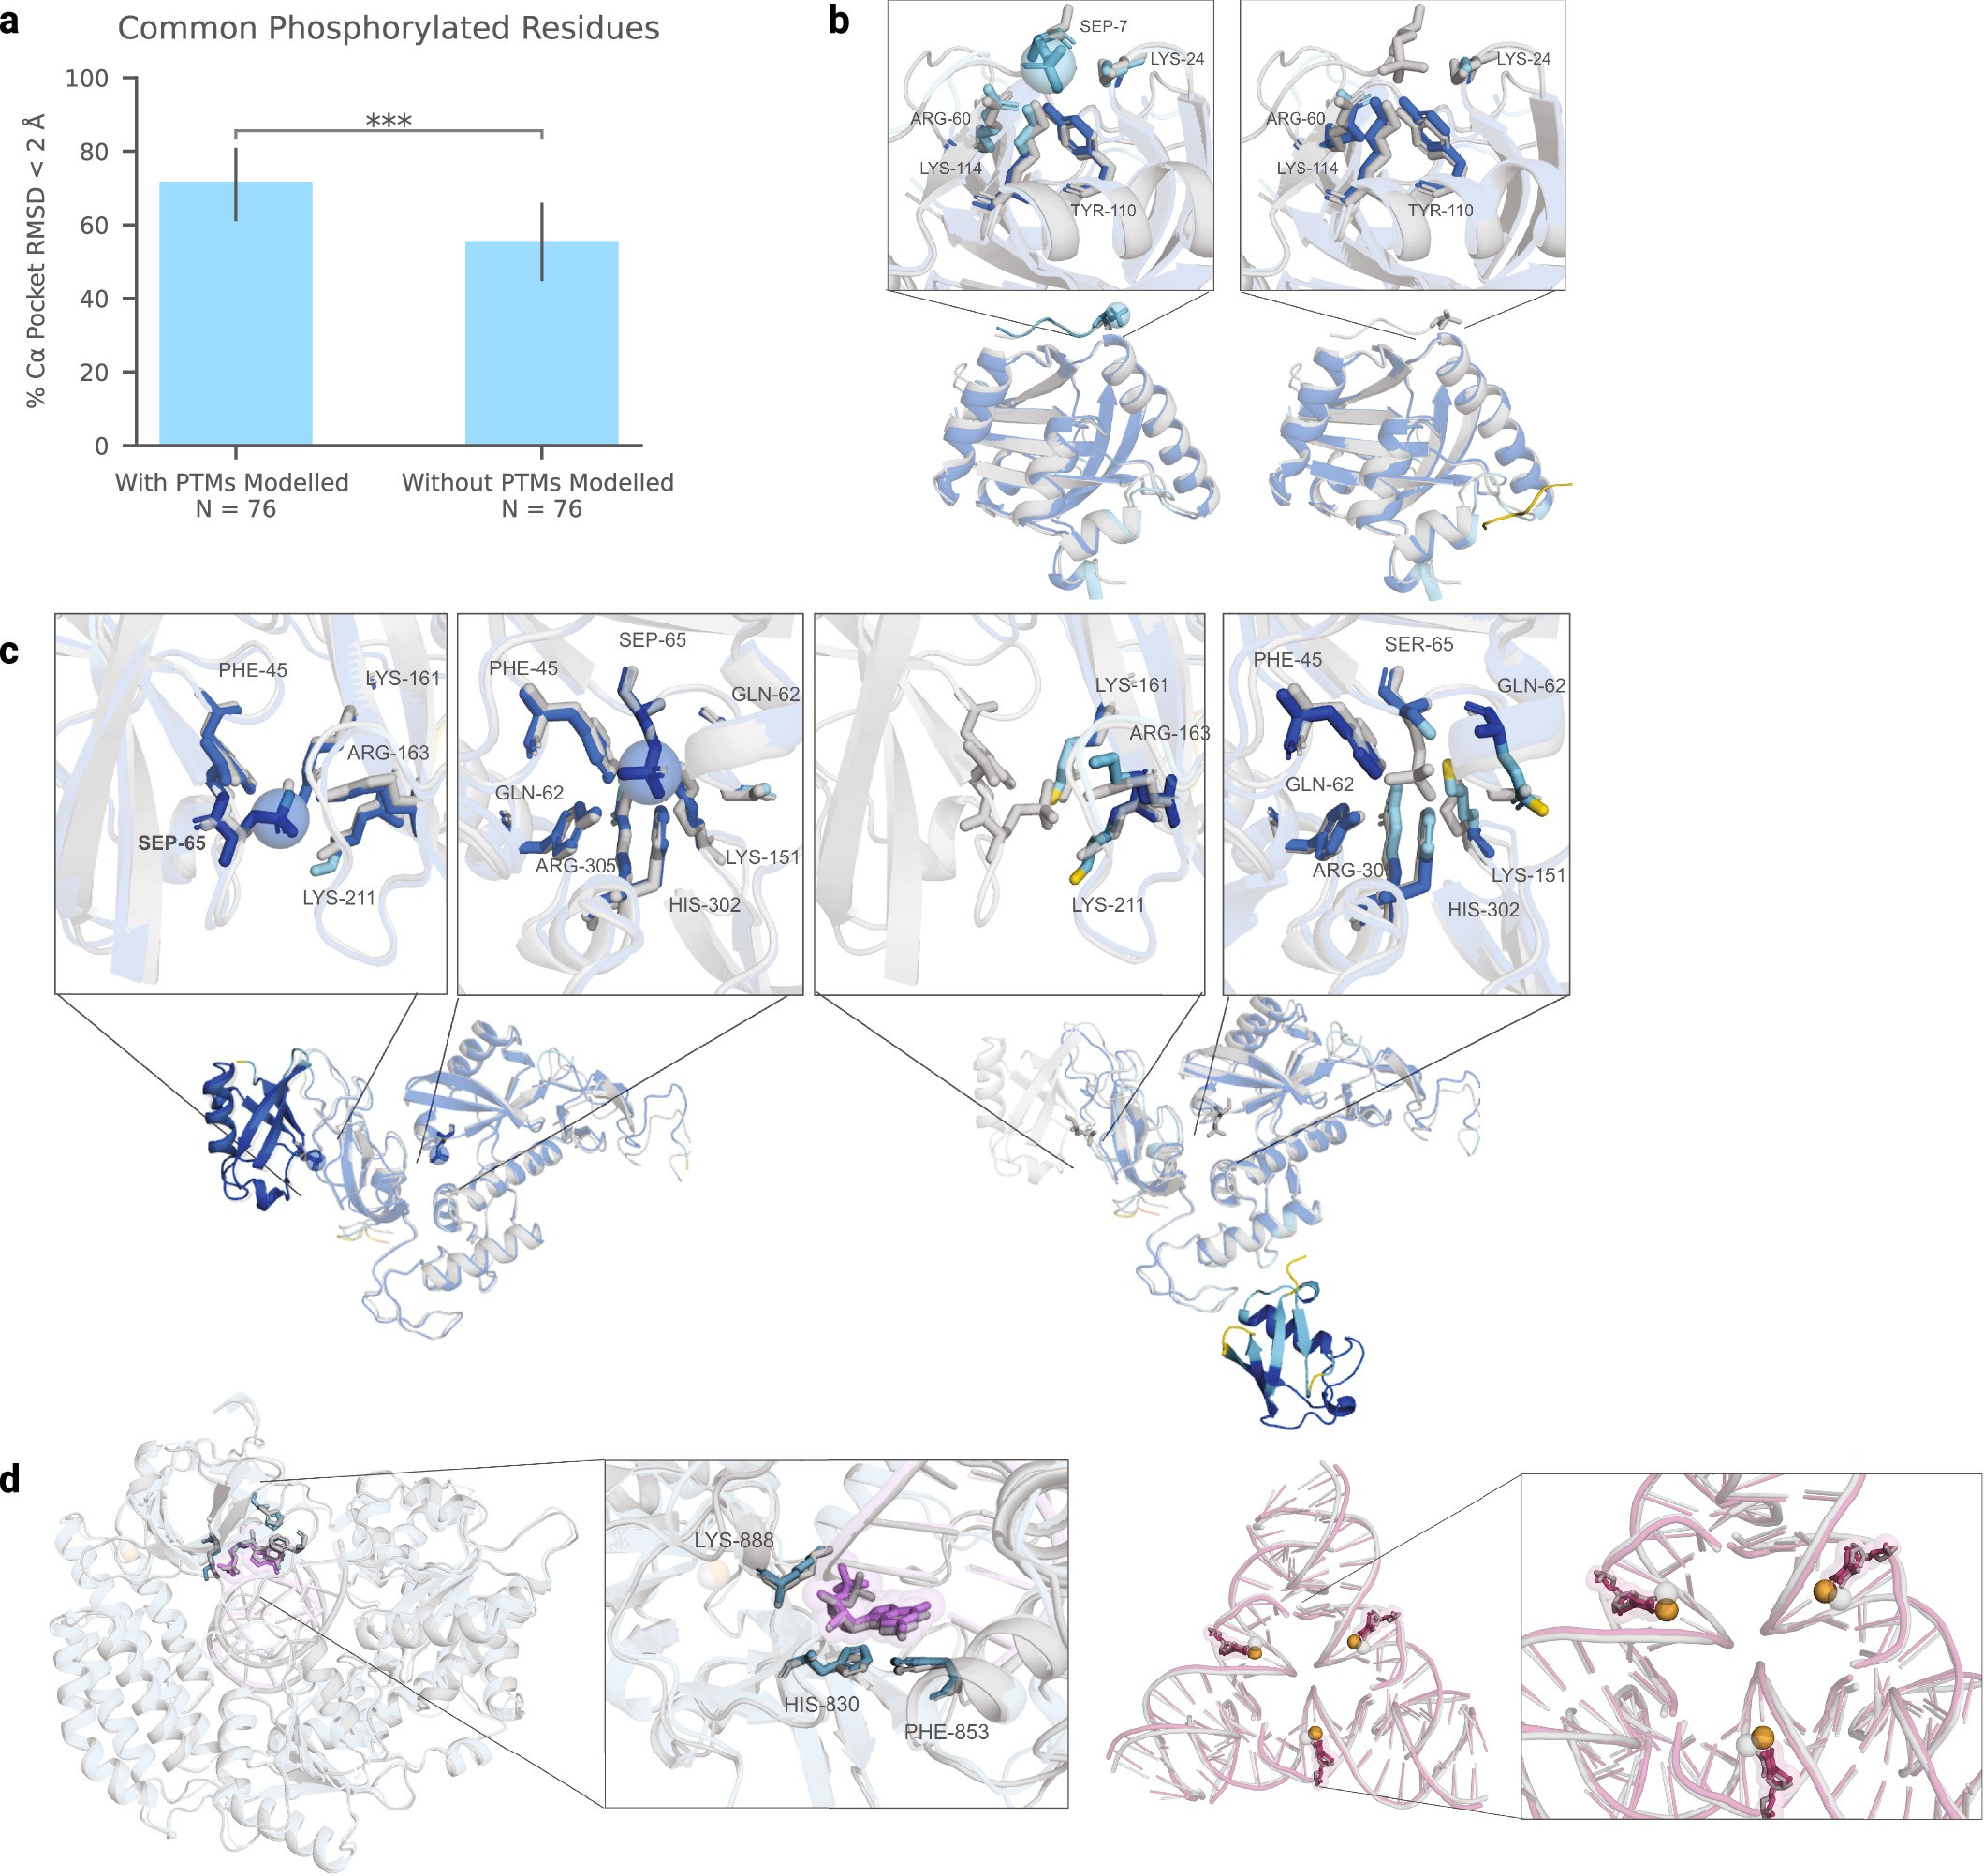 a
Common Phosphorylated Residues
% Cα Pocket RMSD < 2 Å
100
80
60
40
20
0
***
With PTMs Modelled
N = 76
Without PTMs Modelled
N = 76
b
SEP-7
LYS-24
ARG-60
LYS-114
TYR-110
LYS-24
ARG-60
LYS-114
TYR-110
c
PHE-45
LYS-161
ARG-163
SEP-65
LYS-211
SEP-65
PHE-45
GLN-62
GLN-62
ARG-305
LYS-151
HIS-302
LYS-161
ARG-163
LYS-211
SER-65
PHE-45
GLN-62
GLN-62
ARG-30
LYS-151
HIS-302
d
LYS-888
HIS-830
PHE-853